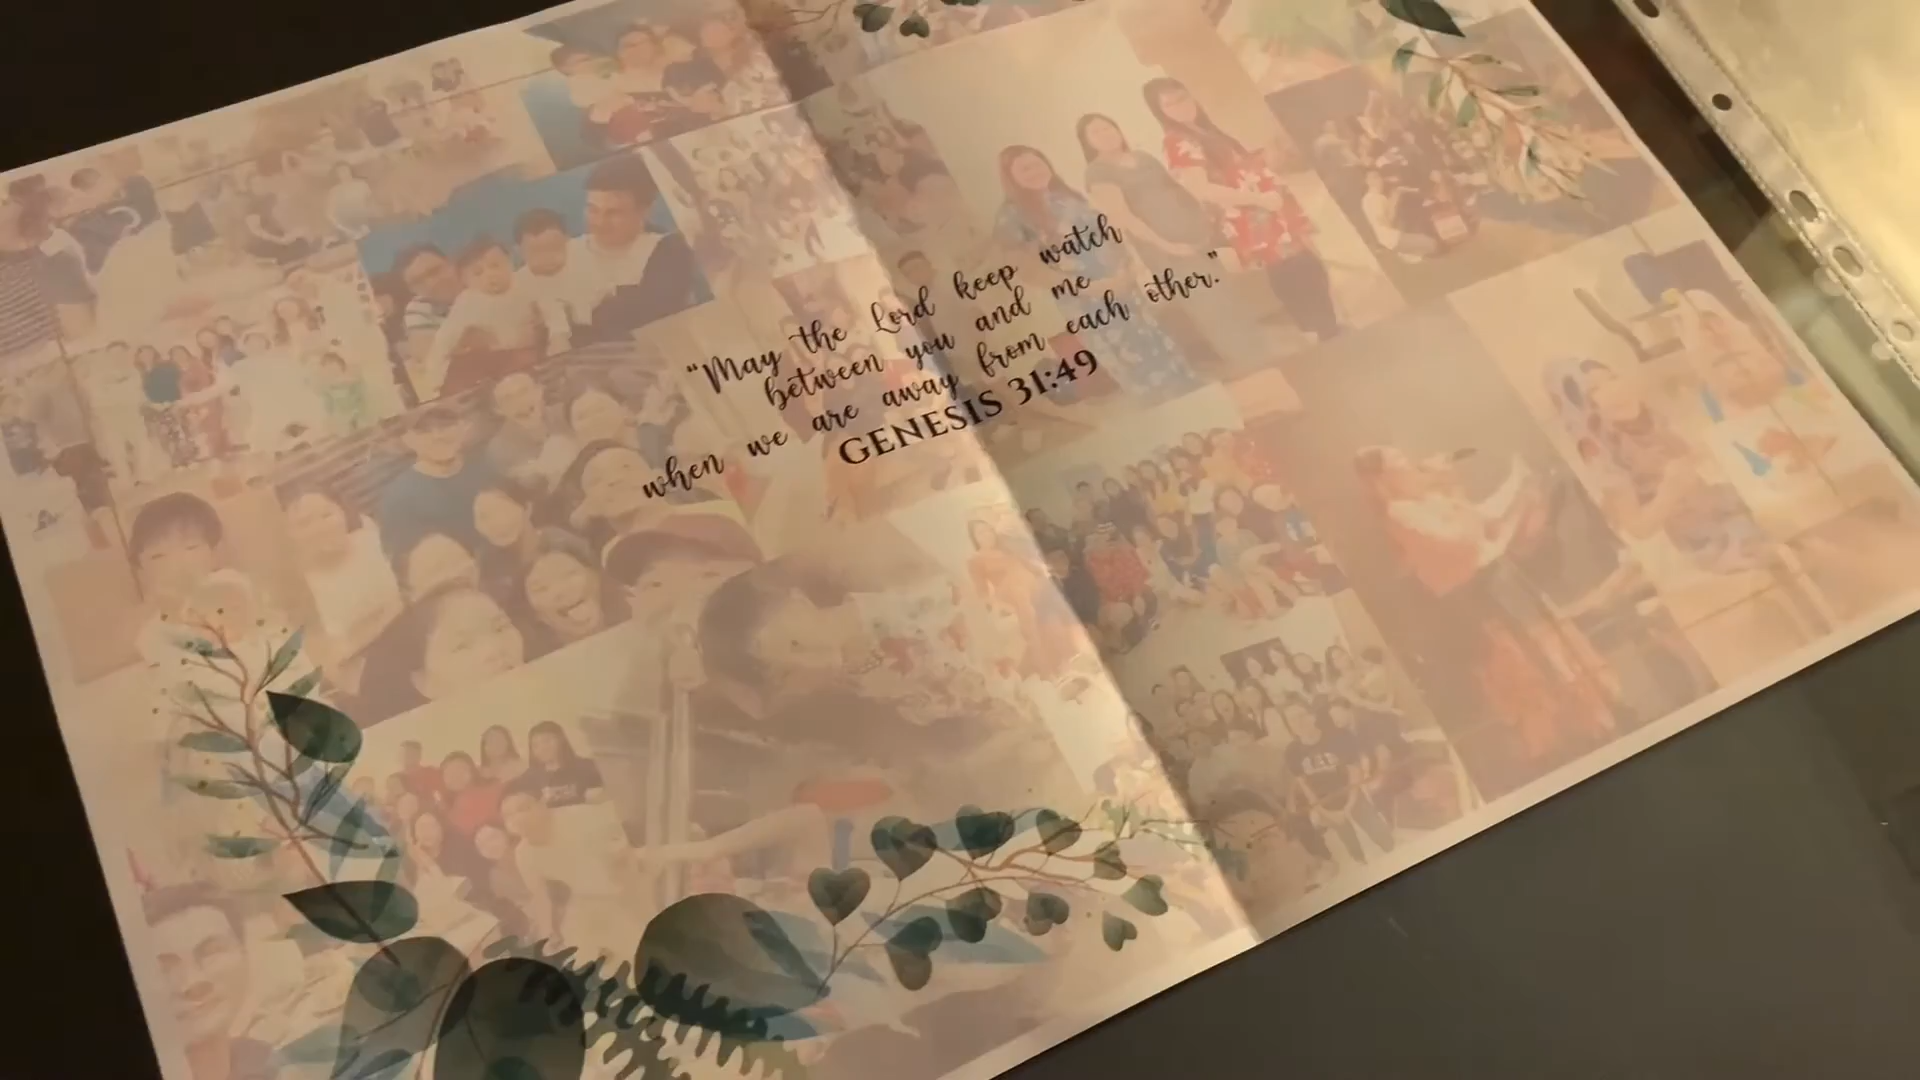 “May the Lord keep watch
between you and me
when we are away from each other.”
GENESIS 31:49